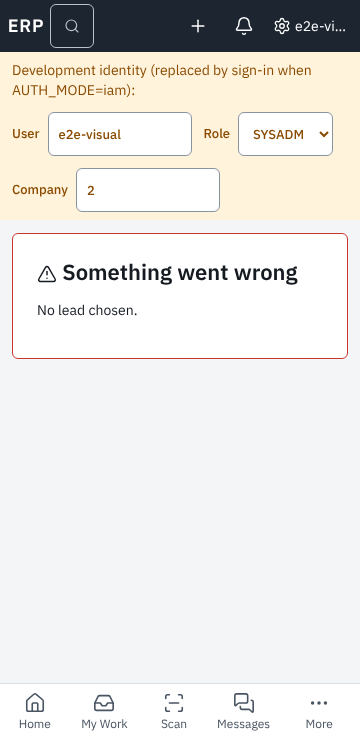 ERP
e2e-vi...
Development identity (replaced by sign-in when
AUTH_MODE=iam):
User e2e-visual Role SYSADM
Company 2
Something went wrong
No lead chosen.
Home My Work Scan Messages More